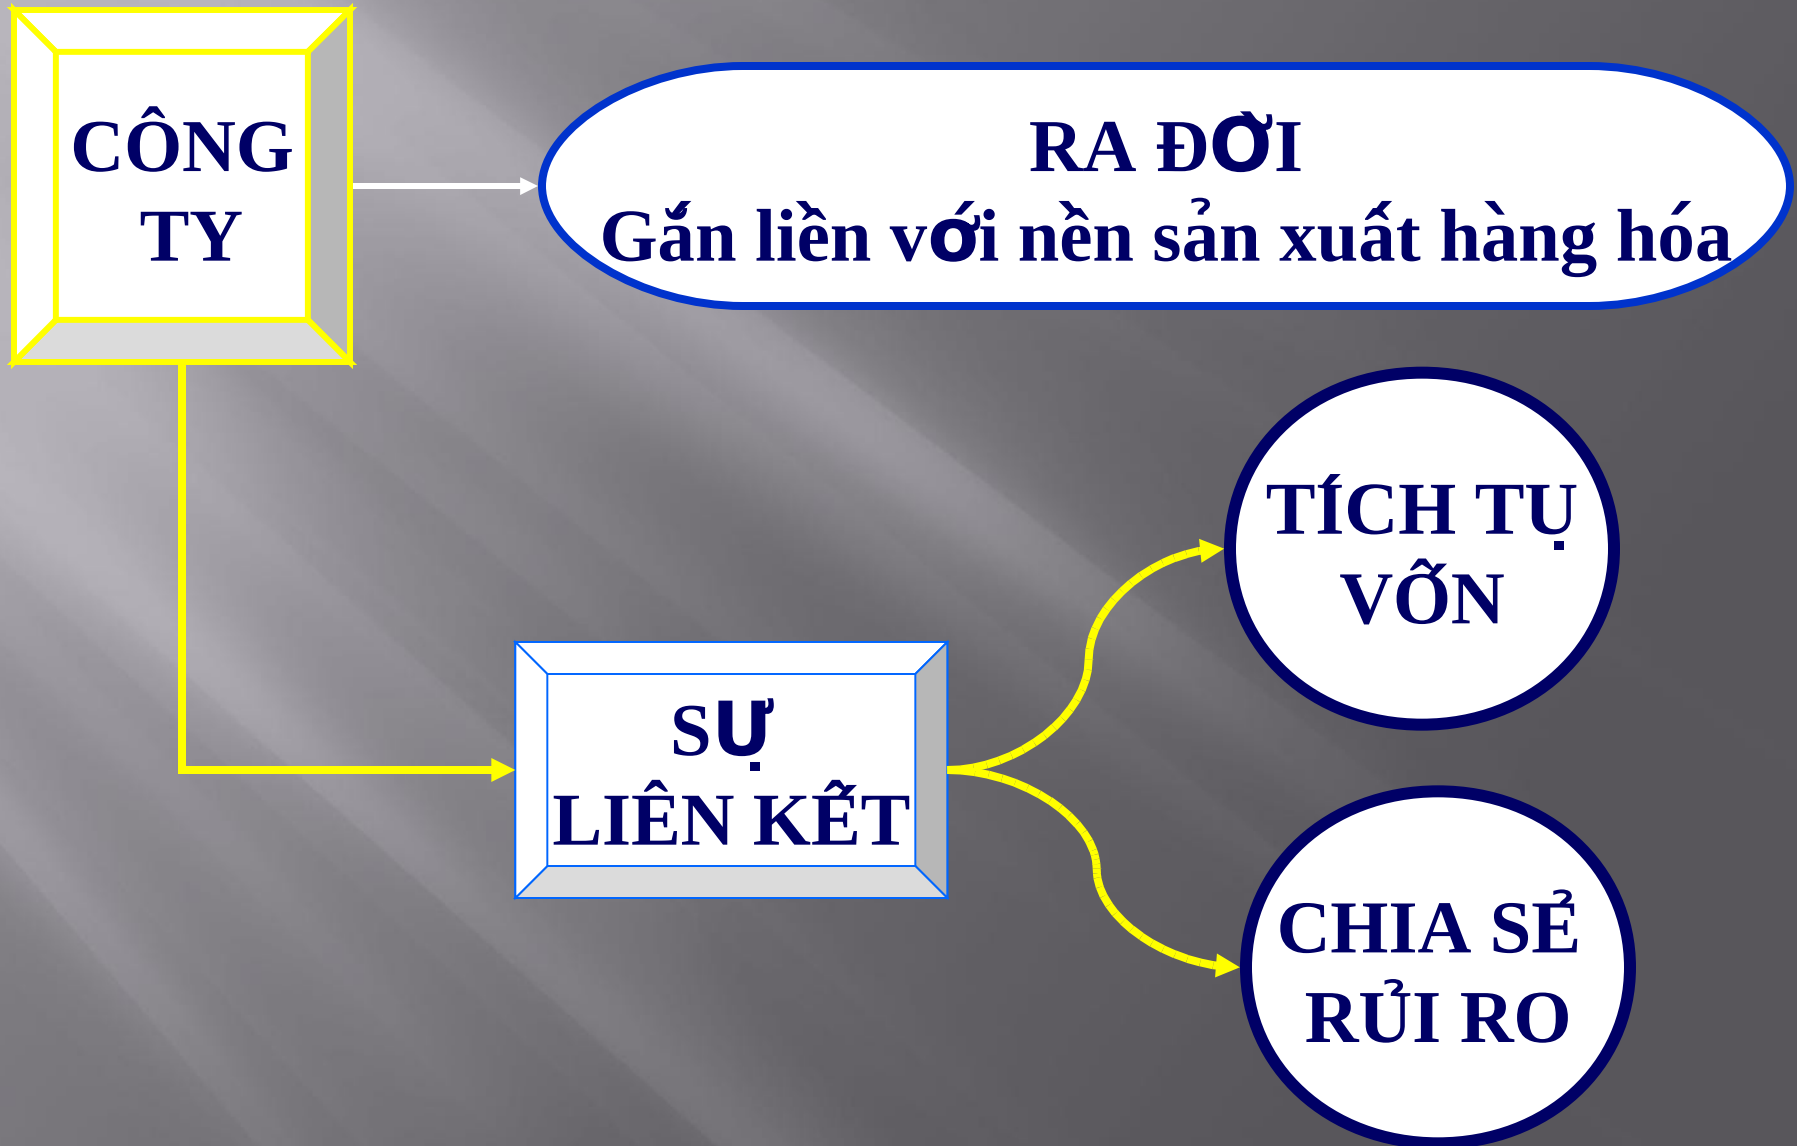 CÔNG
TY
RA ĐỜI
Gắn liền với nền sản xuất hàng hóa
TÍCH TỤ
VỐN
SỰ
LIÊN KẾT
CHIA SẺ
RỦI RO